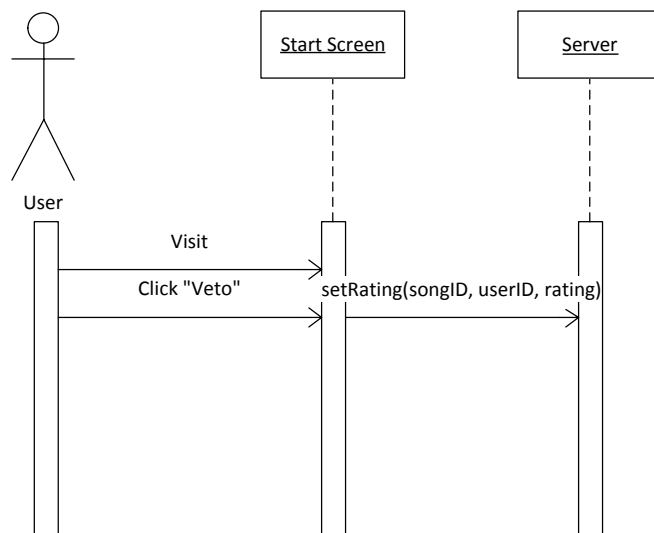 Start Screen
Server
User
Visit
Click "Veto"
setRating(songID, userID, rating)